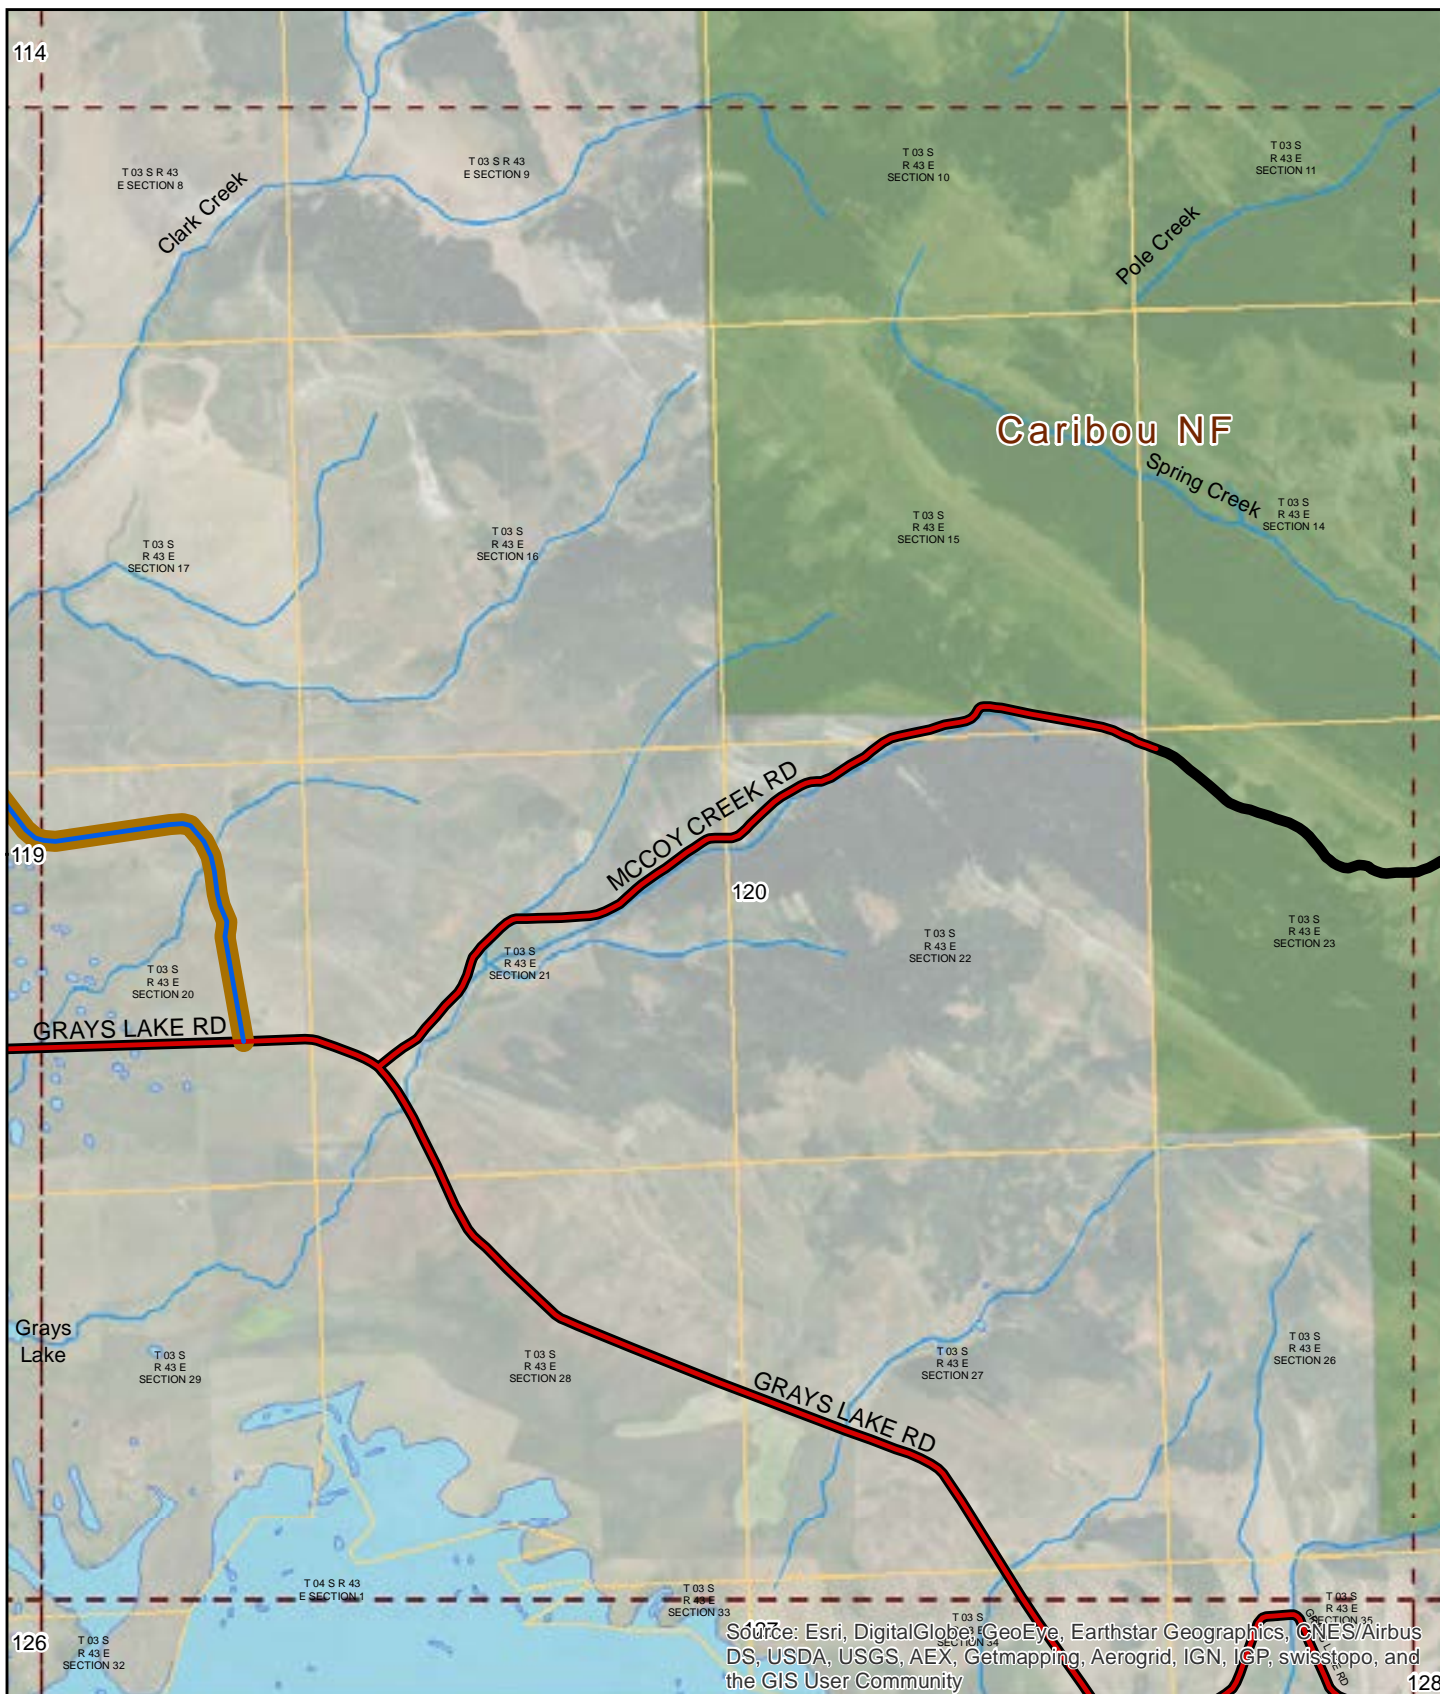 114
T 03 S R 43
E SECTION 8
T 03 S R 43
E SECTION 9
T 03 S
R 43 E
SECTION 10
T 03 S
R 43 E
SECTION 11
Clark Creek
Pole Creek
Caribou NF
Spring Creek
T 03 S
R 43 E
SECTION 14
T 03 S
R 43 E
SECTION 15
T 03 S
R 43 E
SECTION 16
T 03 S
R 43 E
SECTION 17
MCCOY CREEK RD
119
120
T 03 S
R 43 E
SECTION 23
T 03 S
R 43 E
SECTION 22
T 03 S
R 43 E
SECTION 21
T 03 S
R 43 E
SECTION 20
GRAYS LAKE RD
Grays
Lake
T 03 S
R 43 E
SECTION 29
T 03 S
R 43 E
SECTION 28
T 03 S
R 43 E
SECTION 27
T 03 S
R 43 E
SECTION 26
GRAYS LAKE RD
T 04 S R 43
E SECTION 1
T 03 S
R 43 E
SECTION 33
T 03 S
R 43 E
SECTION 34
T 03 S
R 43 E
SECTION 35
126
T 03 S
R 43 E
SECTION 32
127
Source: Esri, DigitalGlobe, GeoEye, Earthstar Geographics, CNES/Airbus
DS, USDA, USGS, AEX, Getmapping, Aerogrid, IGN, IGP, swisstopo, and
the GIS User Community
128